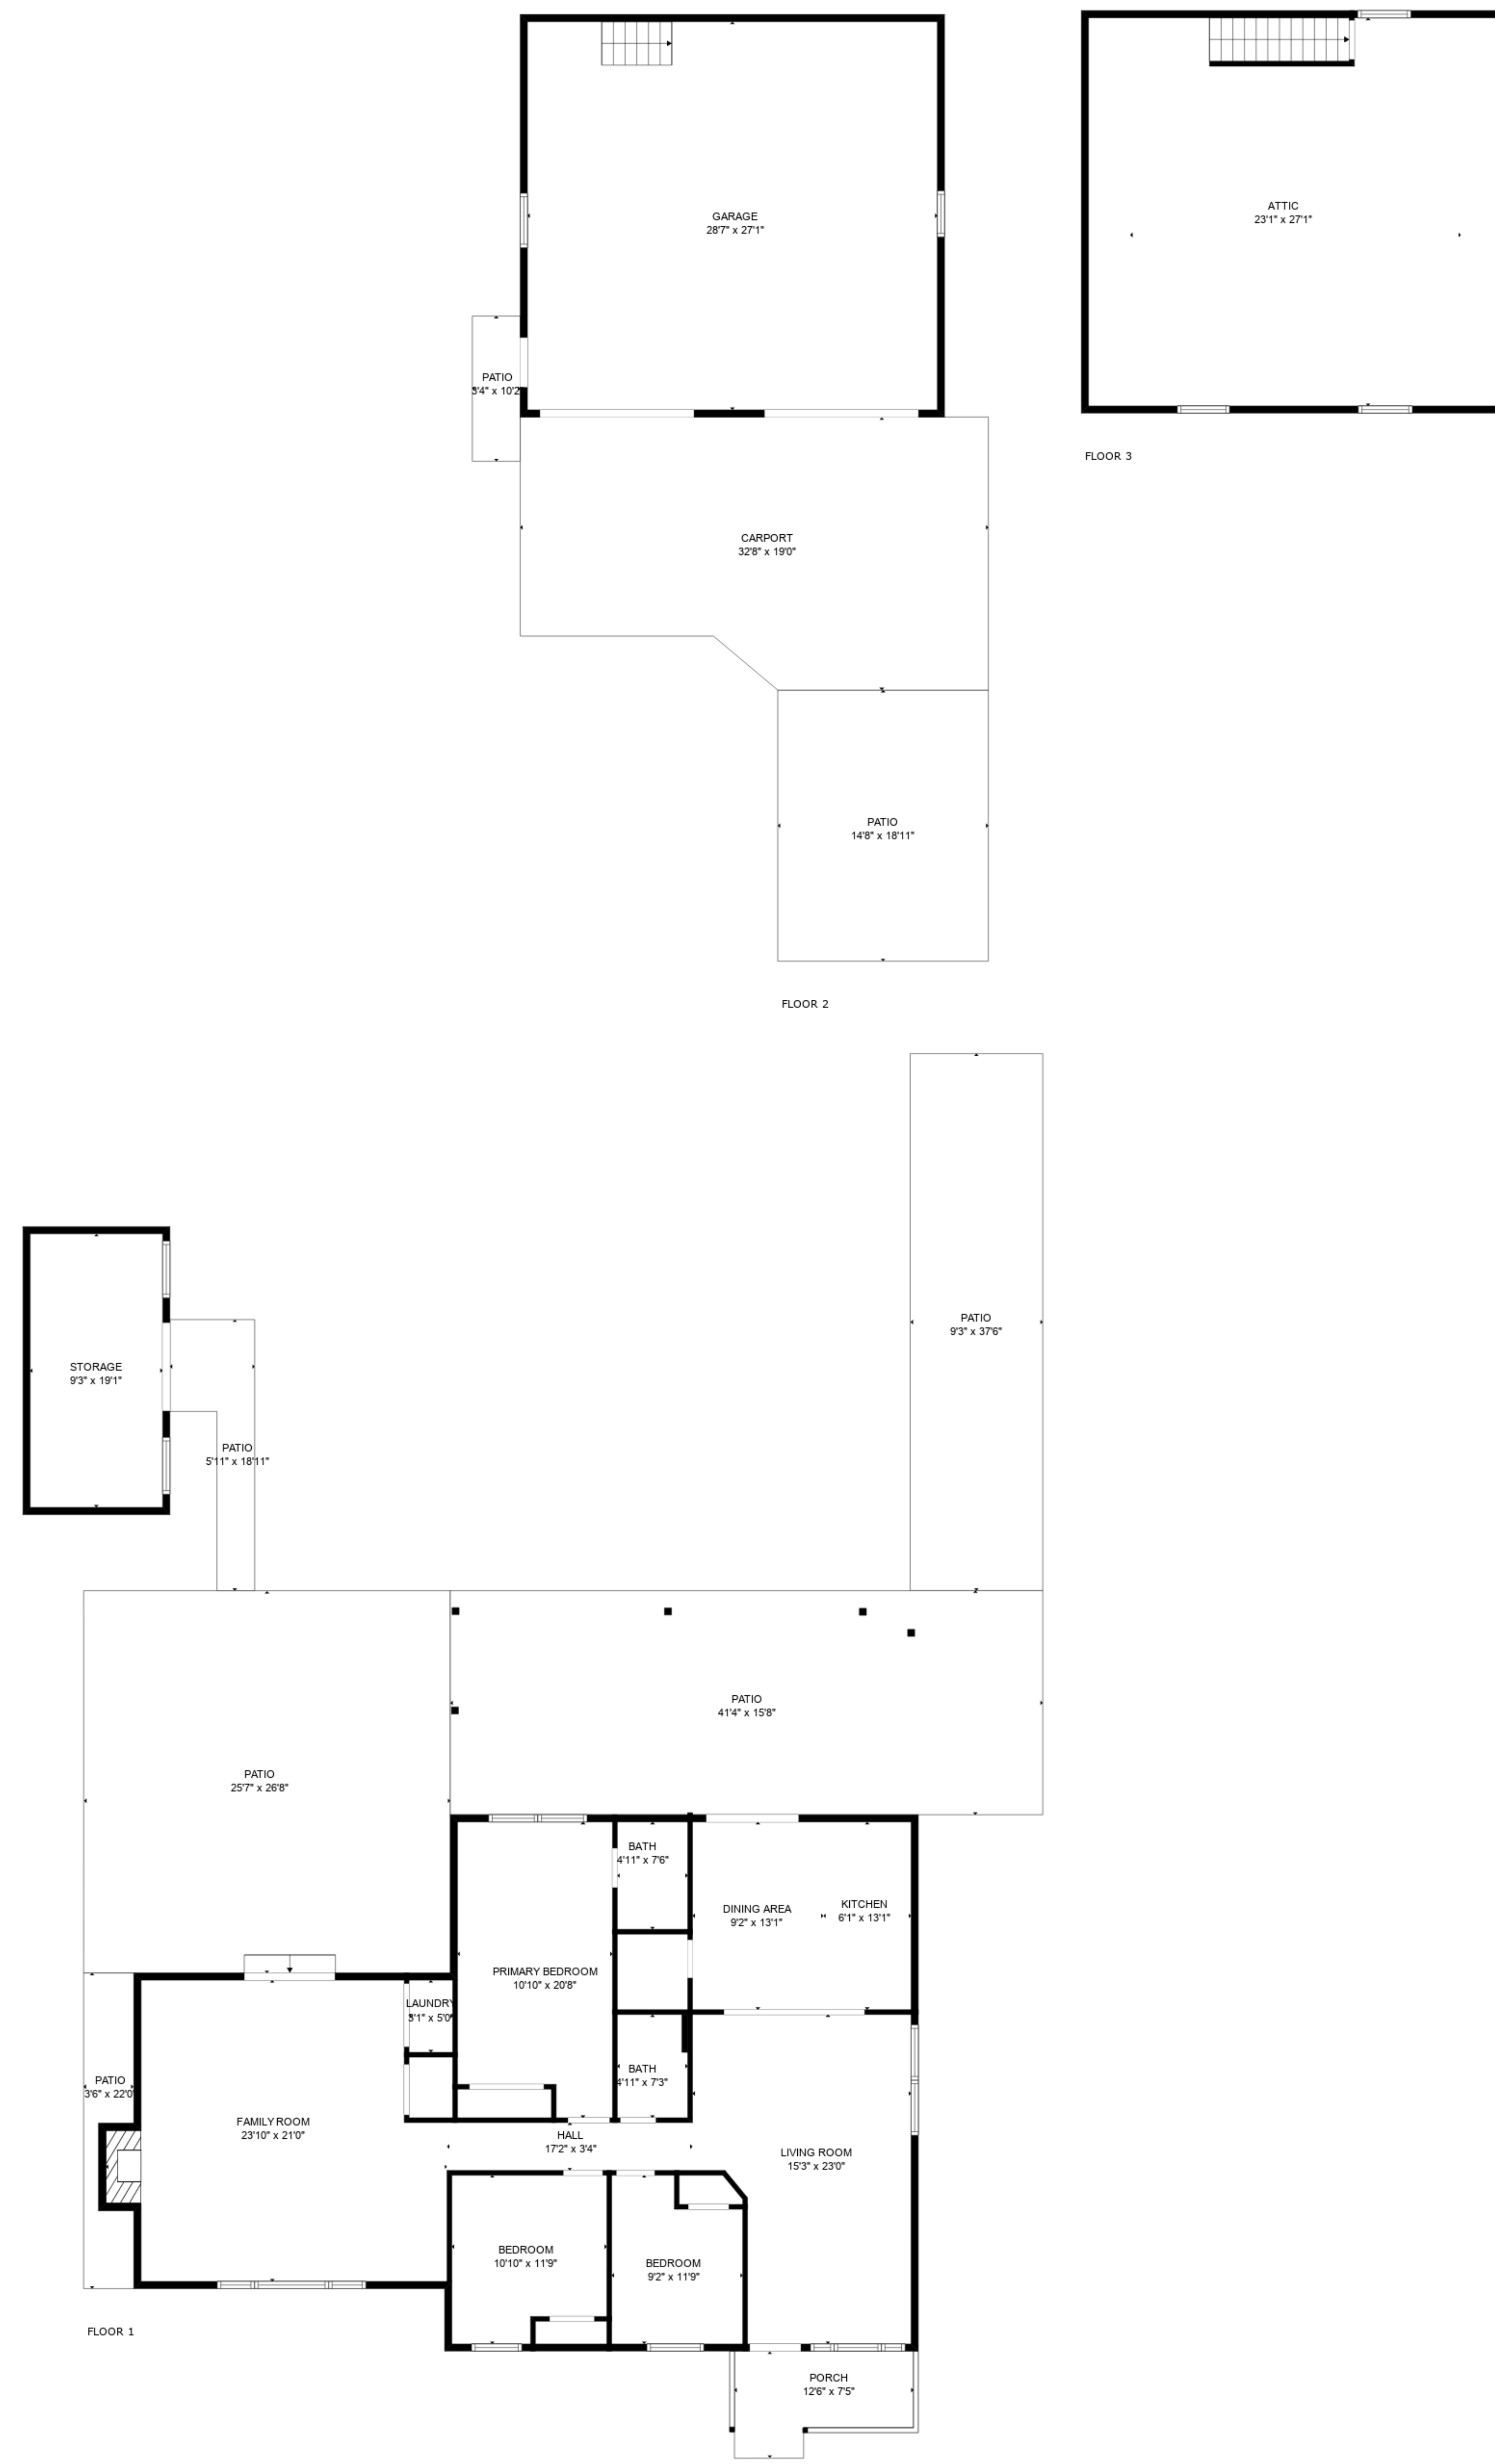 GARAGE
28'7" x 27'1"
ATTIC
23'1" x 27'1"
PATIO
3'4" x 10'2
FLOOR 3
CARPORT
32'8" x 19'0"
PATIO
14'8" x 18'11"
FLOOR 2
PATIO
9'3" x 37'6"
STORAGE
9'3" x 19'1"
PATIO
5'11" x 18'11"
PATIO
41'4" x 15'8"
PATIO
25'7" x 26'8"
BATH
4'11" x 7'6"
DINING AREA
9'2" x 13'1"
KITCHEN
6'1" x 13'1"
PRIMARY BEDROOM
10'10" x 20'8"
LAUNDRY
3'1" x 5'0"
PATIO
3'6" x 22'0"
BATH
4'11" x 7'3"
FAMILY ROOM
23'10" x 21'0"
HALL
17'2" x 3'4"
LIVING ROOM
15'3" x 23'0"
BEDROOM
10'10" x 11'9"
BEDROOM
9'2" x 11'9"
FLOOR 1
PORCH
12'6" x 7'5"